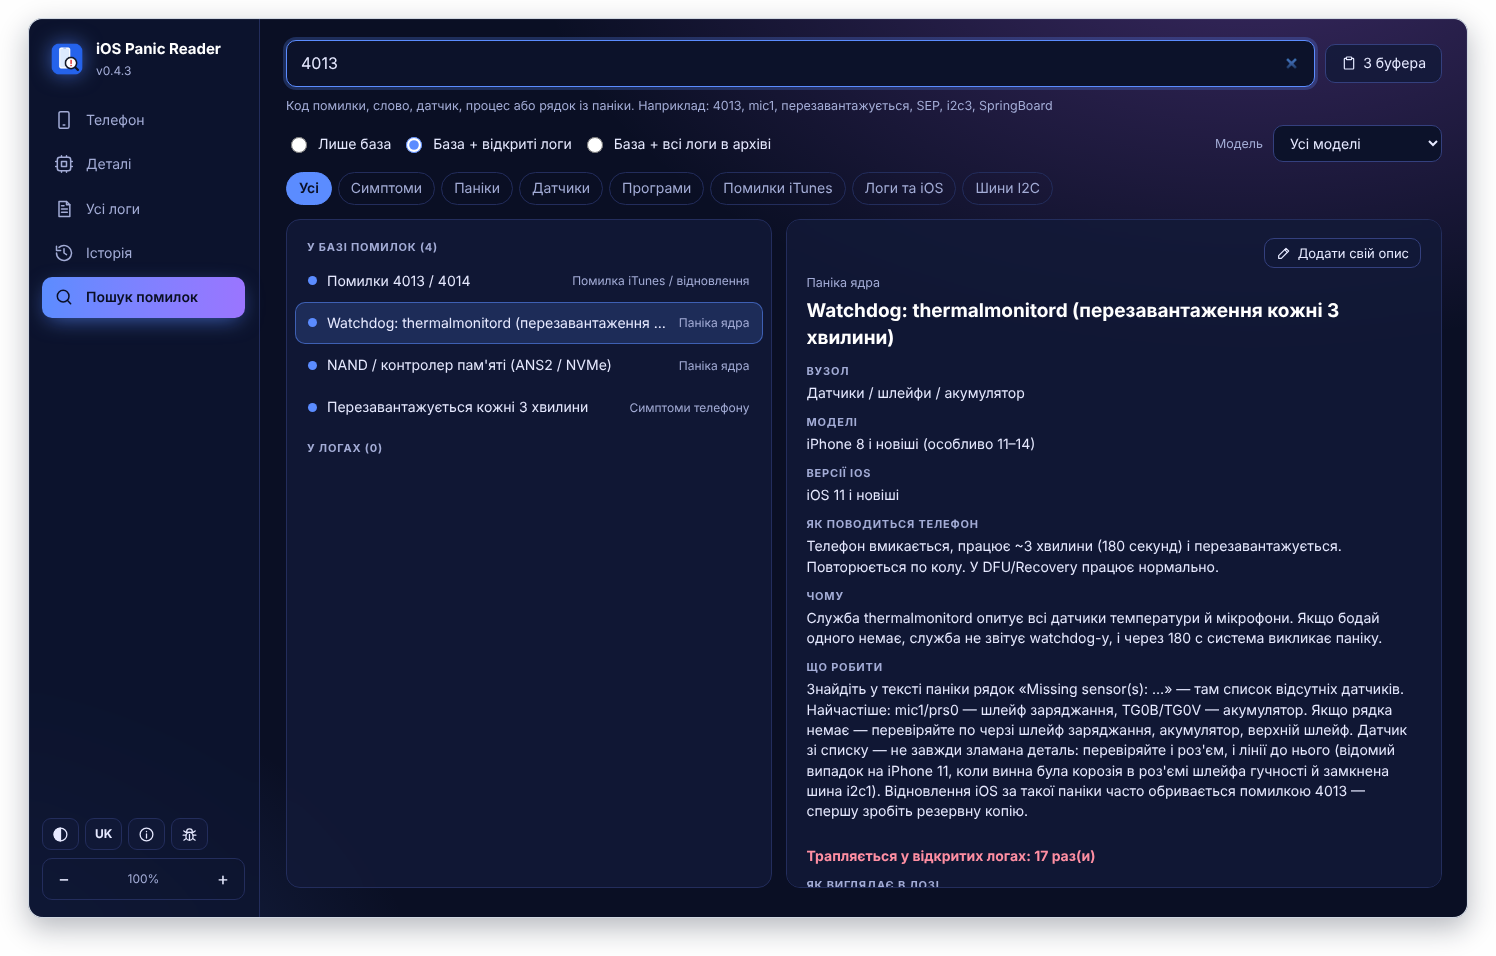 iOS Panic Reader
v0.4.3
Телефон
Деталі
Усі логи
Історія
Пошук помилок
UK
−
100%
+
4013
З буфера
Код помилки, слово, датчик, процес або рядок із паніки. Наприклад: 4013, mic1, перезавантажується, SEP, i2c3, SpringBoard
Лише база
База + відкриті логи
База + всі логи в архіві
Модель
Усі моделі
Усі
Симптоми
Паніки
Датчики
Програми
Помилки iTunes
Логи та iOS
Шини I2C
У БАЗІ ПОМИЛОК (4)
Помилки 4013 / 4014
Помилка iTunes / відновлення
Watchdog: thermalmonitord (перезавантаження ...
Паніка ядра
NAND / контролер пам'яті (ANS2 / NVMe)
Паніка ядра
Перезавантажується кожні 3 хвилини
Симптоми телефону
У ЛОГАХ (0)
Додати свій опис
Паніка ядра
Watchdog: thermalmonitord (перезавантаження кожні 3
хвилини)
ВУЗОЛ
Датчики / шлейфи / акумулятор
МОДЕЛІ
iPhone 8 і новіші (особливо 11–14)
ВЕРСІЇ IOS
iOS 11 і новіші
ЯК ПОВОДИТЬСЯ ТЕЛЕФОН
Телефон вмикається, працює ~3 хвилини (180 секунд) і перезавантажується.
Повторюється по колу. У DFU/Recovery працює нормально.
ЧОМУ
Служба thermalmonitord опитує всі датчики температури й мікрофони. Якщо бодай
одного немає, служба не звітує watchdog-у, і через 180 с система викликає паніку.
ЩО РОБИТИ
Знайдіть у тексті паніки рядок «Missing sensor(s): ...» — там список відсутніх датчиків.
Найчастіше: mic1/prs0 — шлейф заряджання, TG0B/TG0V — акумулятор. Якщо рядка
немає — перевіряйте по черзі шлейф заряджання, акумулятор, верхній шлейф. Датчик
зі списку — не завжди зламана деталь: перевіряйте і роз'єм, і лінії до нього (відомий
випадок на iPhone 11, коли винна була корозія в роз'ємі шлейфа гучності й замкнена
шина i2c1). Відновлення iOS за такої паніки часто обривається помилкою 4013 —
спершу зробіть резервну копію.
Трапляється у відкритих логах: 17 раз(и)
ЯК ВИГЛЯДАЄ В ЛОЗІ